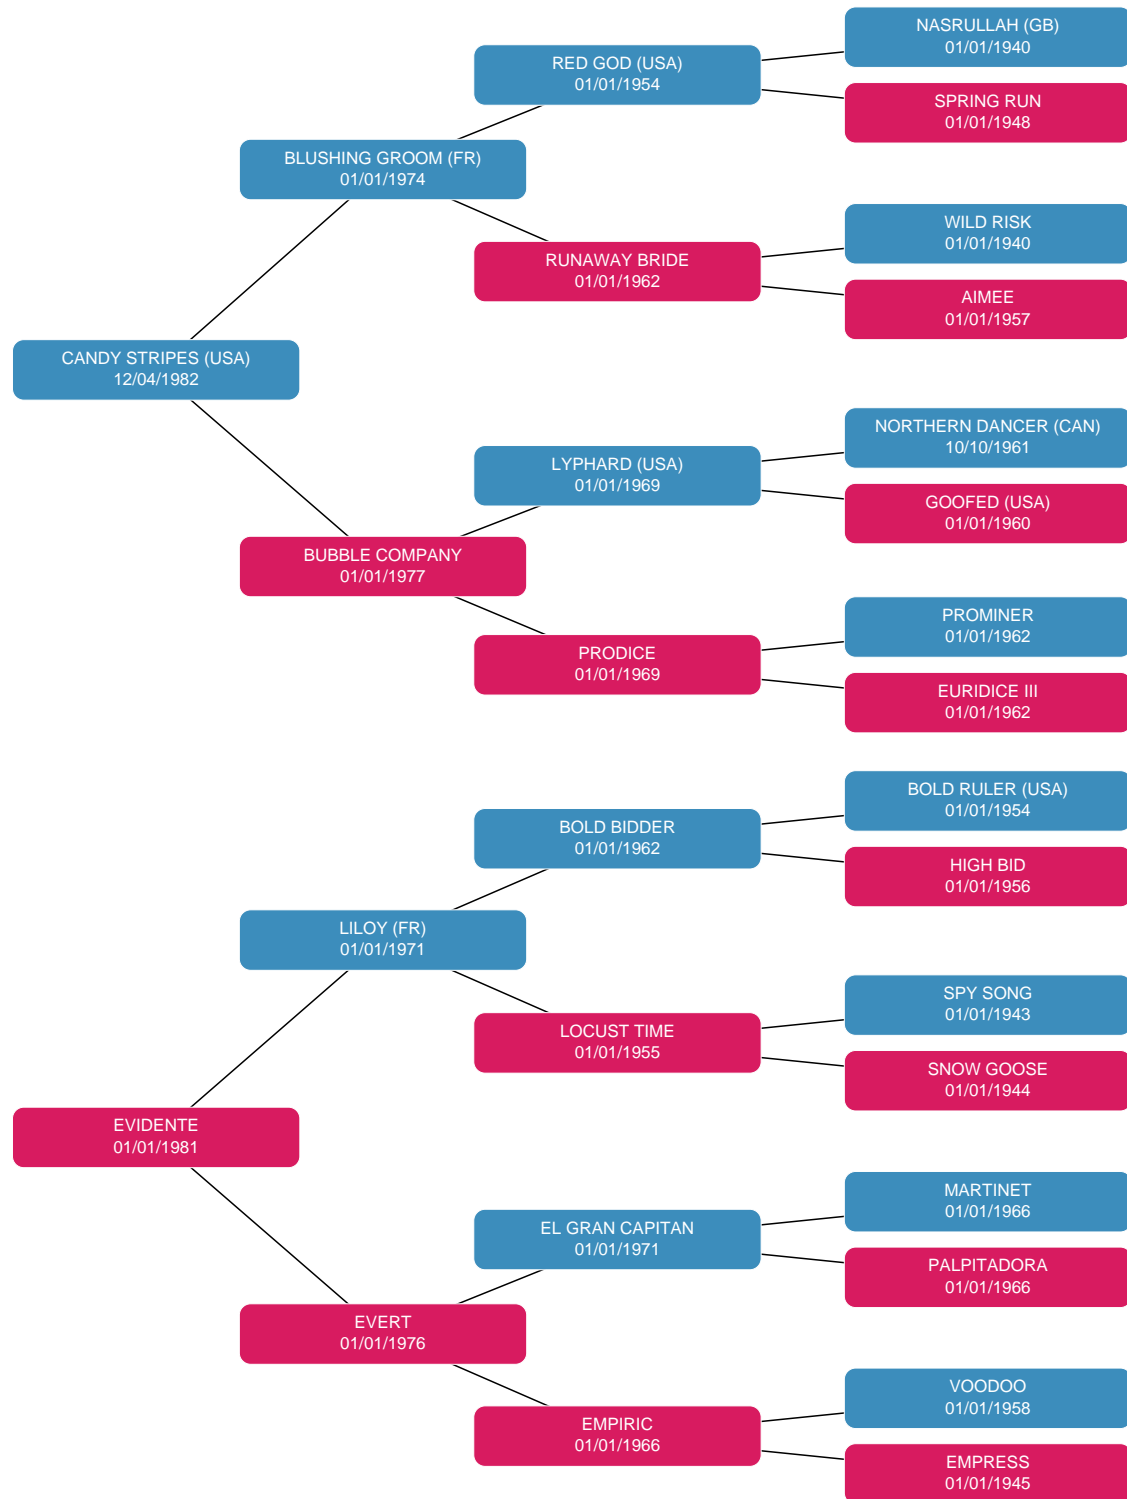 NASRULLAH (GB)
01/01/1940
RED GOD (USA)
01/01/1954
SPRING RUN
01/01/1948
BLUSHING GROOM (FR)
01/01/1974
WILD RISK
01/01/1940
RUNAWAY BRIDE
01/01/1962
AIMEE
01/01/1957
CANDY STRIPES (USA)
12/04/1982
NORTHERN DANCER (CAN)
10/10/1961
LYPHARD (USA)
01/01/1969
GOOFED (USA)
01/01/1960
BUBBLE COMPANY
01/01/1977
PROMINER
01/01/1962
PRODICE
01/01/1969
EURIDICE III
01/01/1962
BOLD RULER (USA)
01/01/1954
BOLD BIDDER
01/01/1962
HIGH BID
01/01/1956
LILOY (FR)
01/01/1971
SPY SONG
01/01/1943
LOCUST TIME
01/01/1955
SNOW GOOSE
01/01/1944
EVIDENTE
01/01/1981
MARTINET
01/01/1966
EL GRAN CAPITAN
01/01/1971
PALPITADORA
01/01/1966
EVERT
01/01/1976
VOODOO
01/01/1958
EMPIRIC
01/01/1966
EMPRESS
01/01/1945